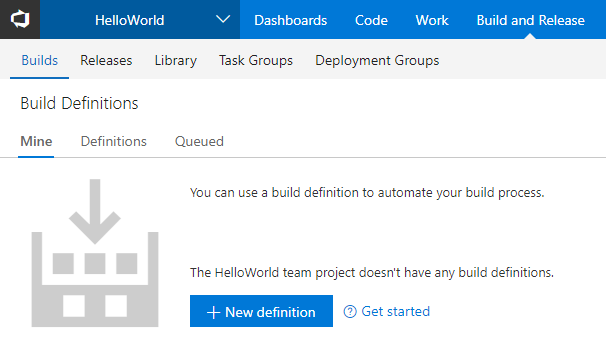 HelloWorld Dashboards Code Work Build and Release
Builds Releases Library Task Groups Deployment Groups
Build Definitions
Mine Definitions Queued
You can use a build definition to automate your build process.
The HelloWorld team project doesn't have any build definitions.
+ New definition ? Get started